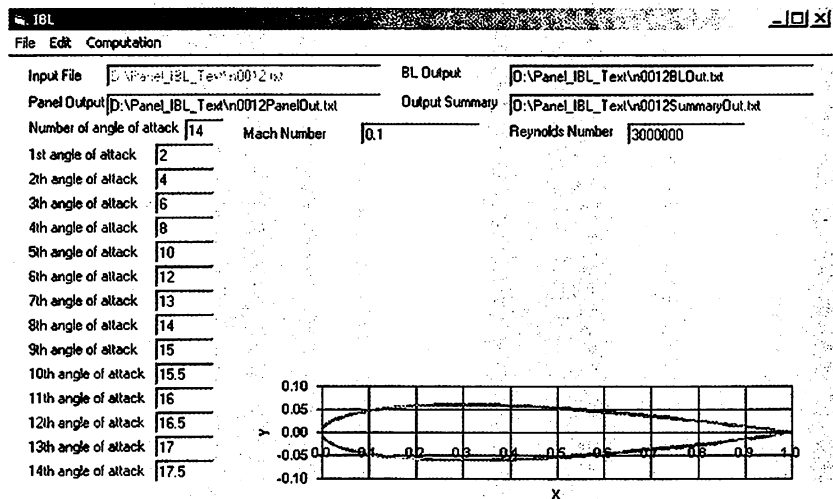 IBL
File Edit Computation
Input File D:\Panel_IBL_Text\n0012.txt BL Output D:\Panel_IBL_Text\n0012BLOut.txt
Panel Output D:\Panel_IBL_Text\n0012PanelOut.txt Output Summary D:\Panel_IBL_Text\n0012SummaryOut.txt
Number of angle of attack 14 Mach Number 0.1 Reynolds Number 3000000
1st angle of attack 2
2th angle of attack 4
3th angle of attack 6
4th angle of attack 8
5th angle of attack 10
6th angle of attack 12
7th angle of attack 13
8th angle of attack 14
9th angle of attack 15
10th angle of attack 15.5
11th angle of attack 16
12th angle of attack 16.5
13th angle of attack 17
14th angle of attack 17.5
0.10
0.05
0.00
-0.05 0.0 0.1 0.2 0.3 0.4 0.5 0.6 0.7 0.8 0.9 1.0
-0.10
Y
X